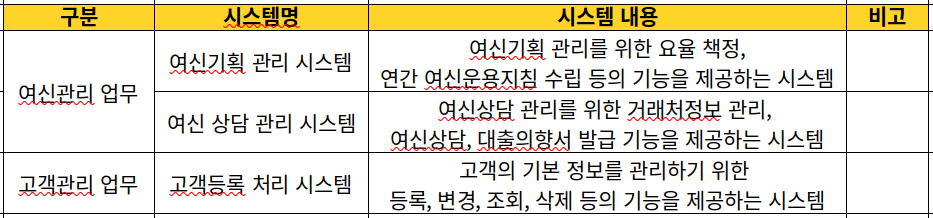 구분 시스템명 시스템 내용 비고
여신관리 업무
여신기획 관리 시스템
여신기획 관리를 위한 요율 책정,
연간 여신운용지침 수립 등의 기능을 제공하는 시스템
여신 상담 관리 시스템
여신상담 관리를 위한 거래처정보 관리,
여신상담, 대출의향서 발급 기능을 제공하는 시스템
고객관리 업무
고객등록 처리 시스템
고객의 기본 정보를 관리하기 위한
등록, 변경, 조회, 삭제 등의 기능을 제공하는 시스템